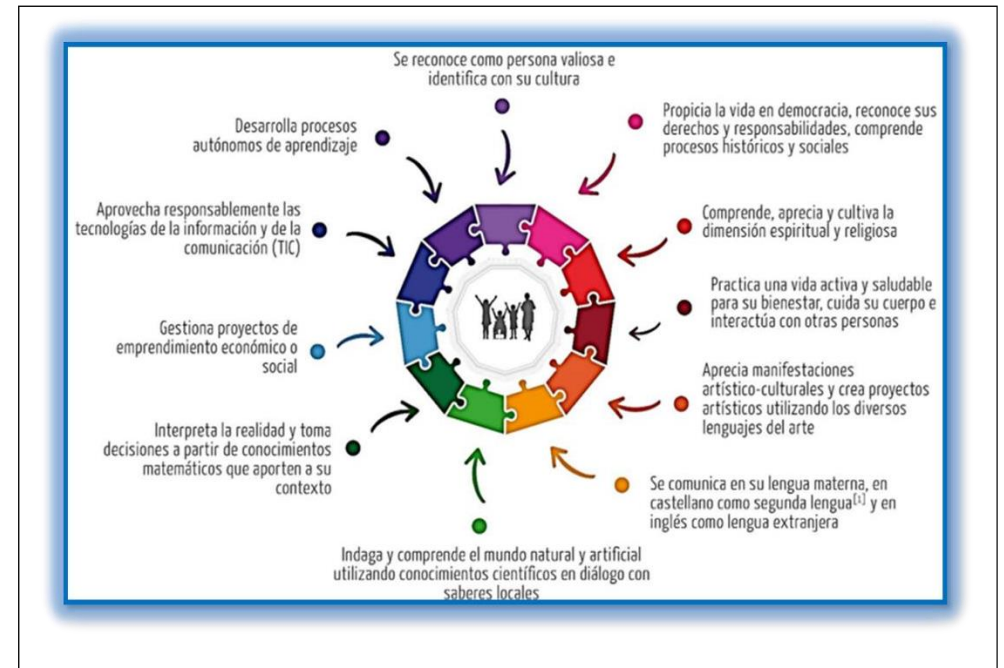 Se reconoce como persona valiosa e
identifica con su cultura
Propicia la vida en democracia, reconoce sus
derechos y responsabilidades, comprende
procesos históricos y sociales
Comprende, aprecia y cultiva la
dimensión espiritual y religiosa
Practica una vida activa y saludable
para su bienestar, cuida su cuerpo e
interactúa con otras personas
Aprecia manifestaciones
artístico-culturales y crea proyectos
artísticos utilizando los diversos
lenguajes del arte
Se comunica en su lengua materna, en
castellano como segunda lengua[1] y en
inglés como lengua extranjera
Indaga y comprende el mundo natural y artificial
utilizando conocimientos científicos en diálogo con
saberes locales
Interpreta la realidad y toma
decisiones a partir de conocimientos
matemáticos que aporten a su
contexto
Gestiona proyectos de
emprendimiento económico o
social
Aprovecha responsablemente las
tecnologías de la información y de la
comunicación (TIC)
Desarrolla procesos
autónomos de aprendizaje